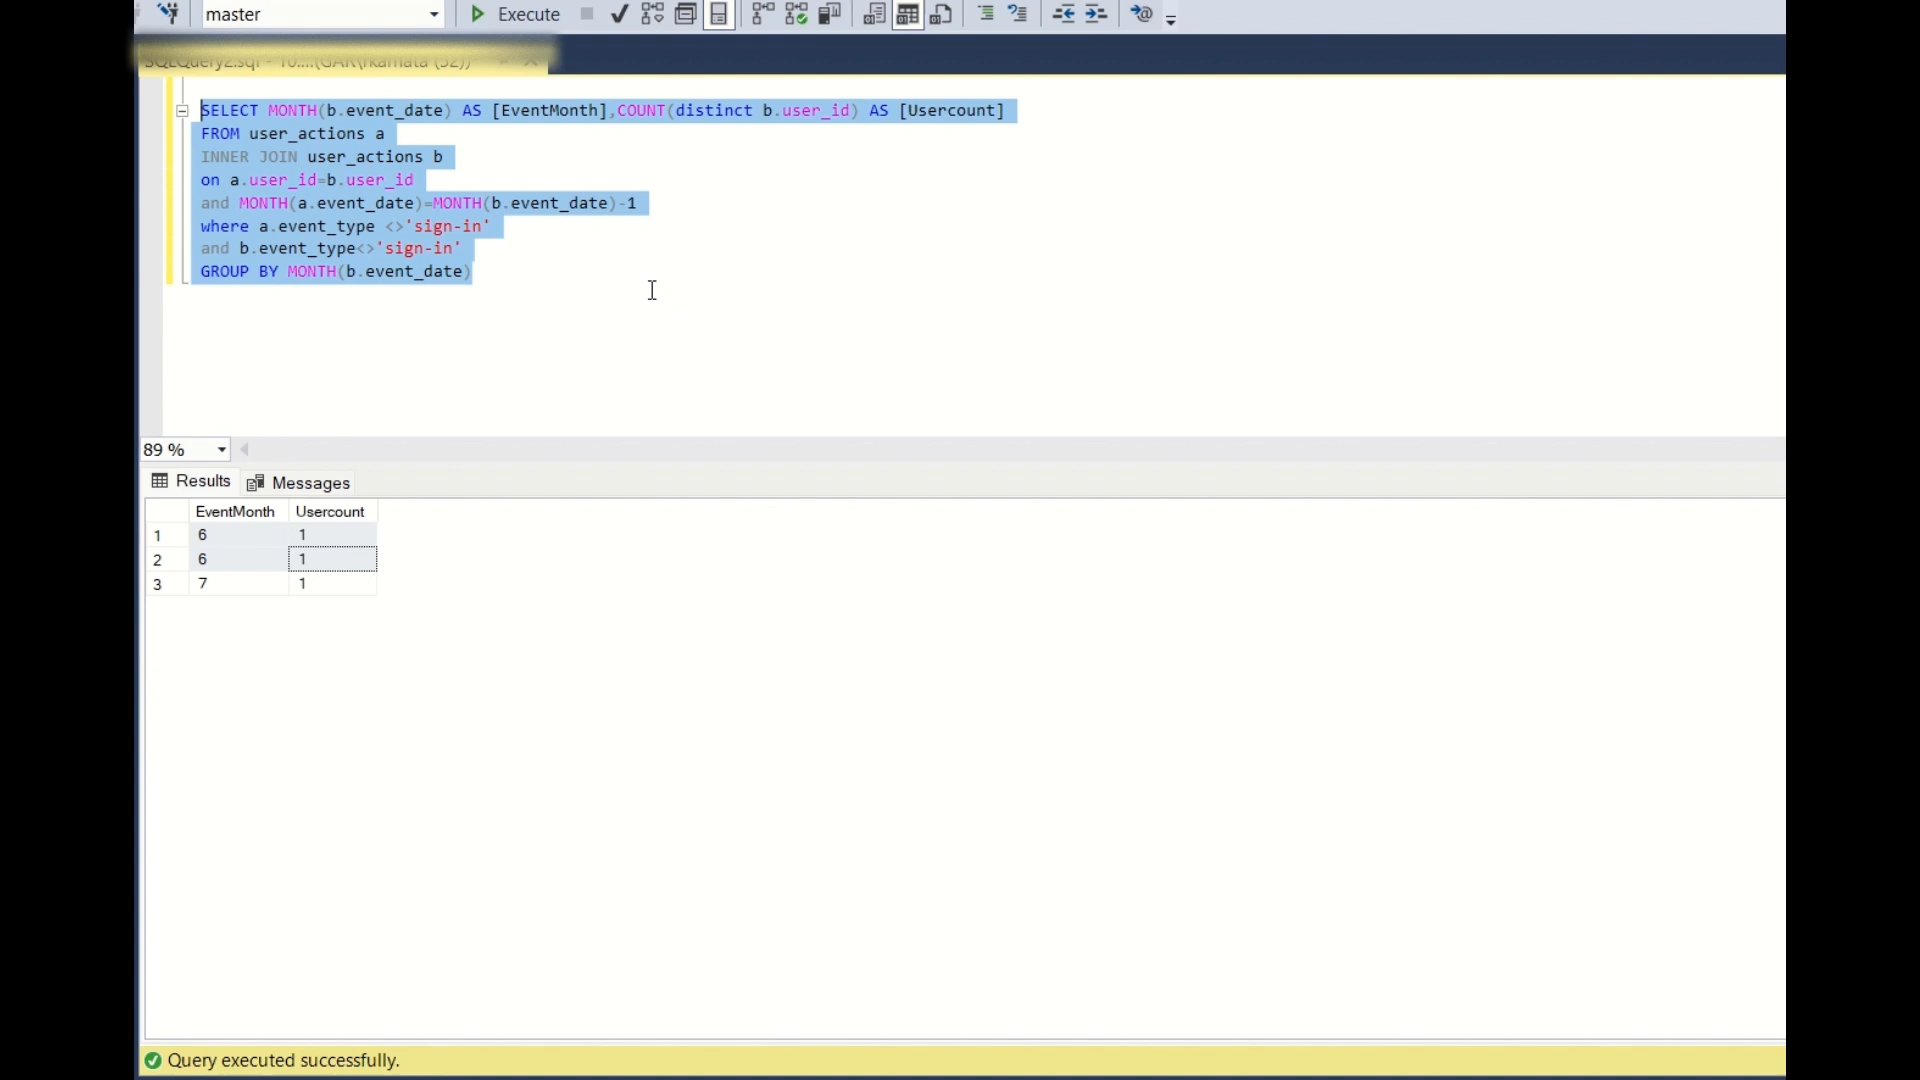 master
Execute
SELECT MONTH(b.event_date) AS [EventMonth],COUNT(distinct b.user_id) AS [Usercount]
FROM user_actions a
INNER JOIN user_actions b
on a.user_id=b.user_id
and MONTH(a.event_date)=MONTH(b.event_date)-1
where a.event_type <>'sign-in'
and b.event_type<>'sign-in'
GROUP BY MONTH(b.event_date)
89 %
Results Messages
EventMonth Usercount
1 6 1
2 6 1
3 7 1
Query executed successfully.